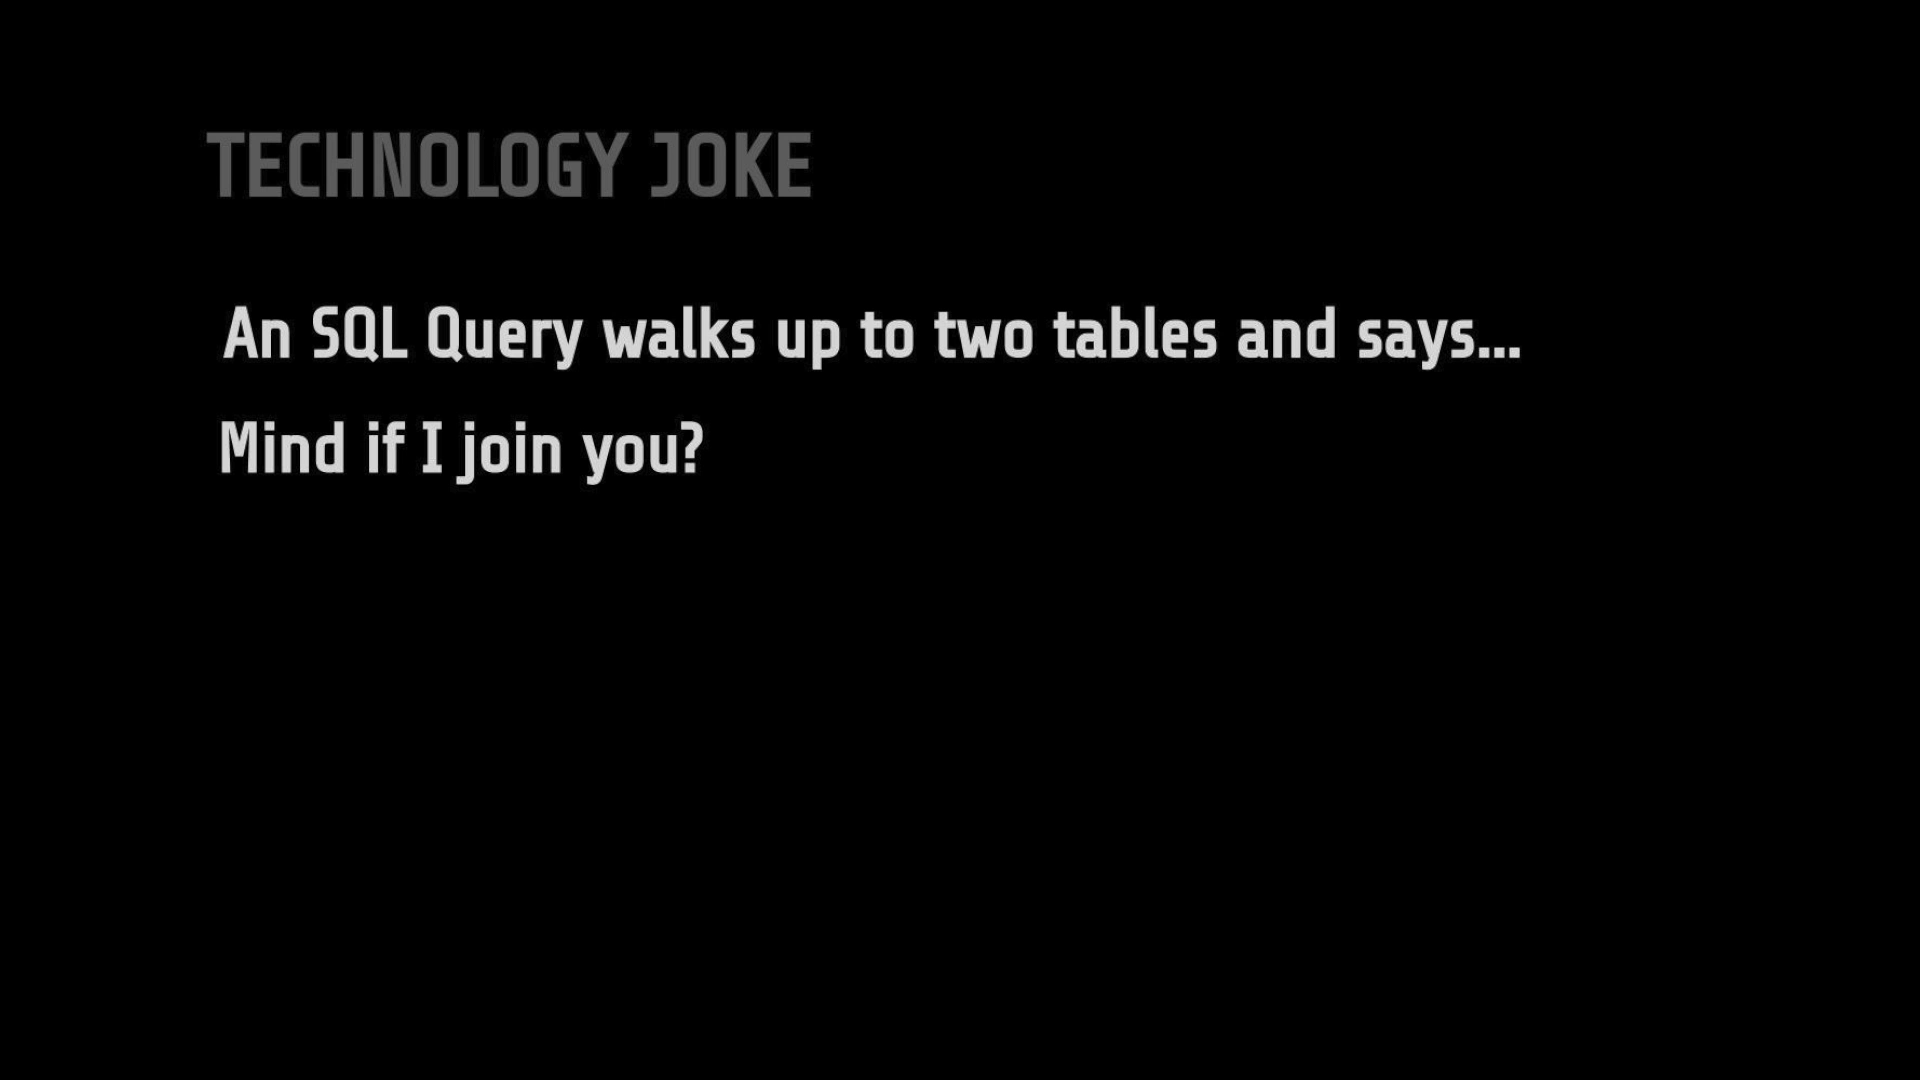 TECHNOLOGY JOKE
An SQL Query walks up to two tables and says...
Mind if I join you?